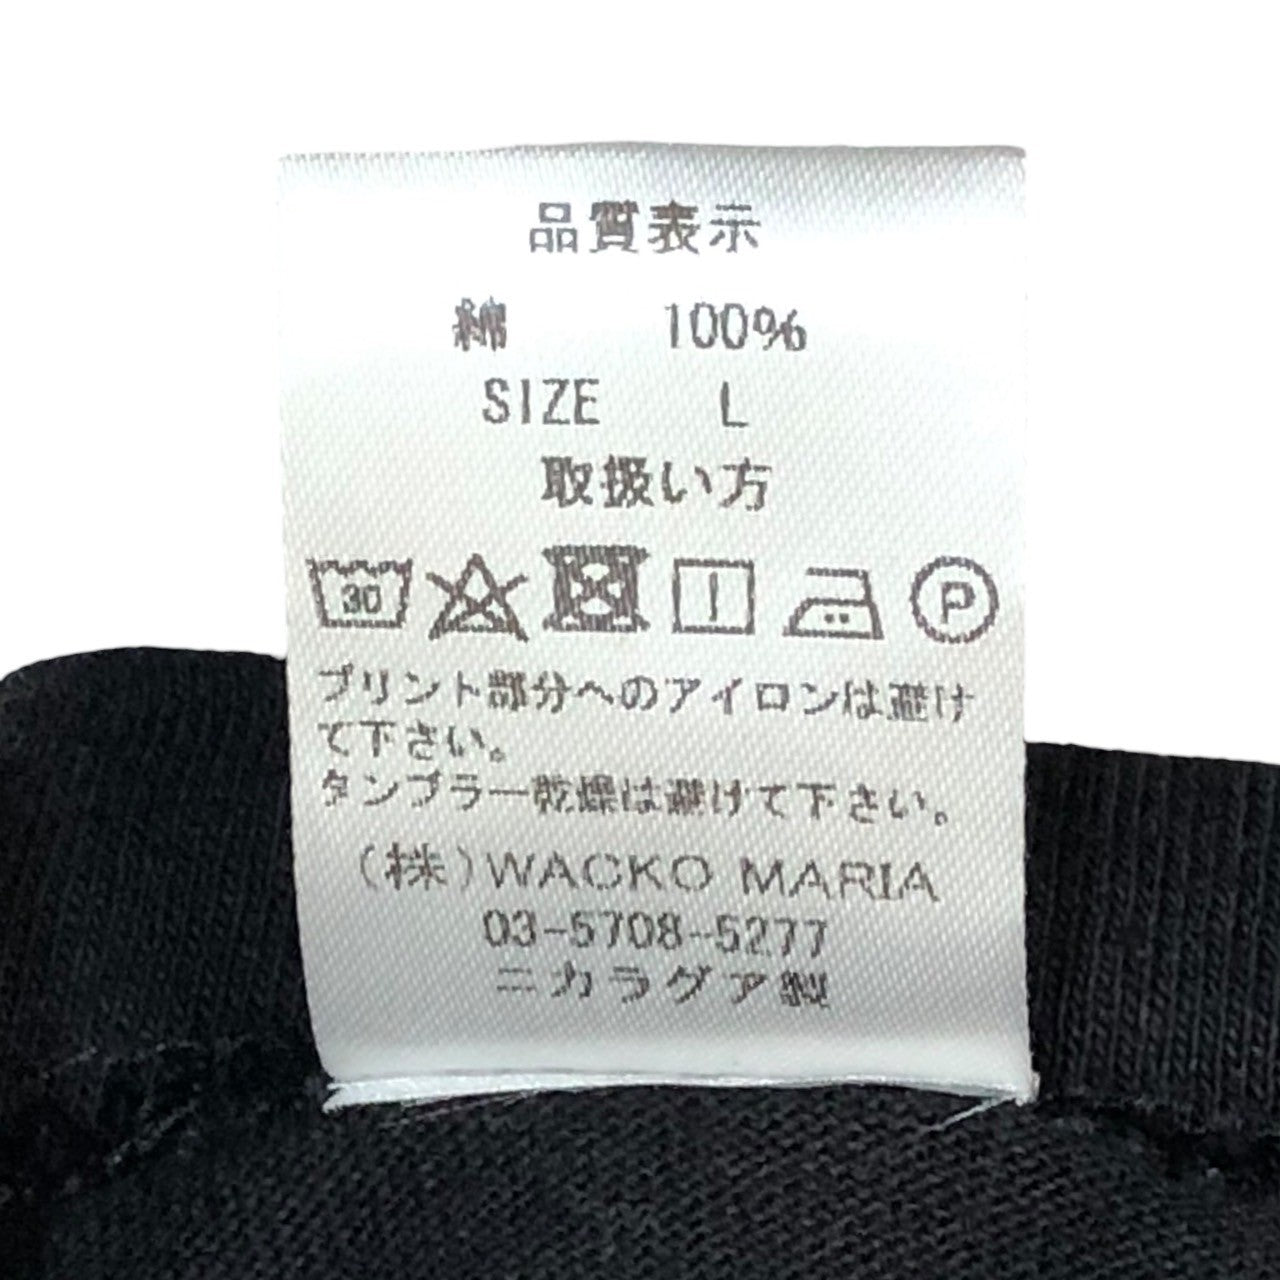 品質表示
綿 100%
SIZE L
取扱い方
30 P
プリント部分へのアイロンは避け
て下さい。
タンブラー乾燥は避けて下さい。
(株)WACKO MARIA
03-5708-5277
ニカラグア製